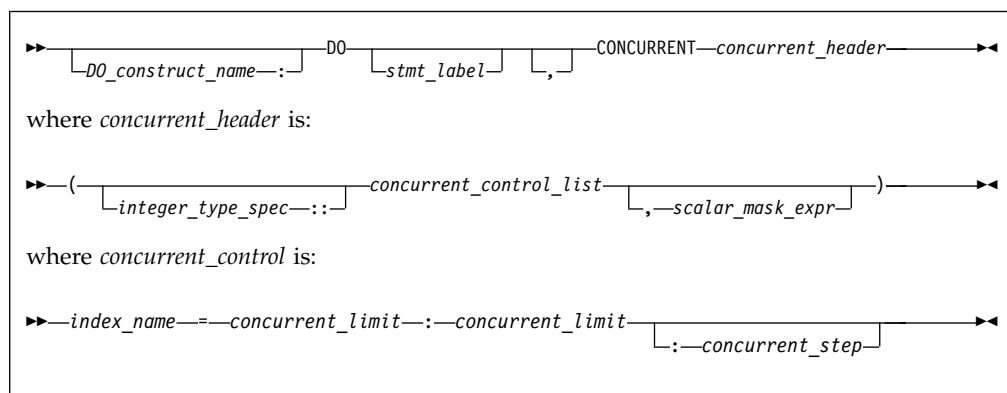 DO CONCURRENT concurrent_header
DO_construct_name : stmt_label ,
where concurrent_header is:
( concurrent_control_list )
integer_type_spec :: , scalar_mask_expr
where concurrent_control is:
index_name = concurrent_limit : concurrent_limit
: concurrent_step